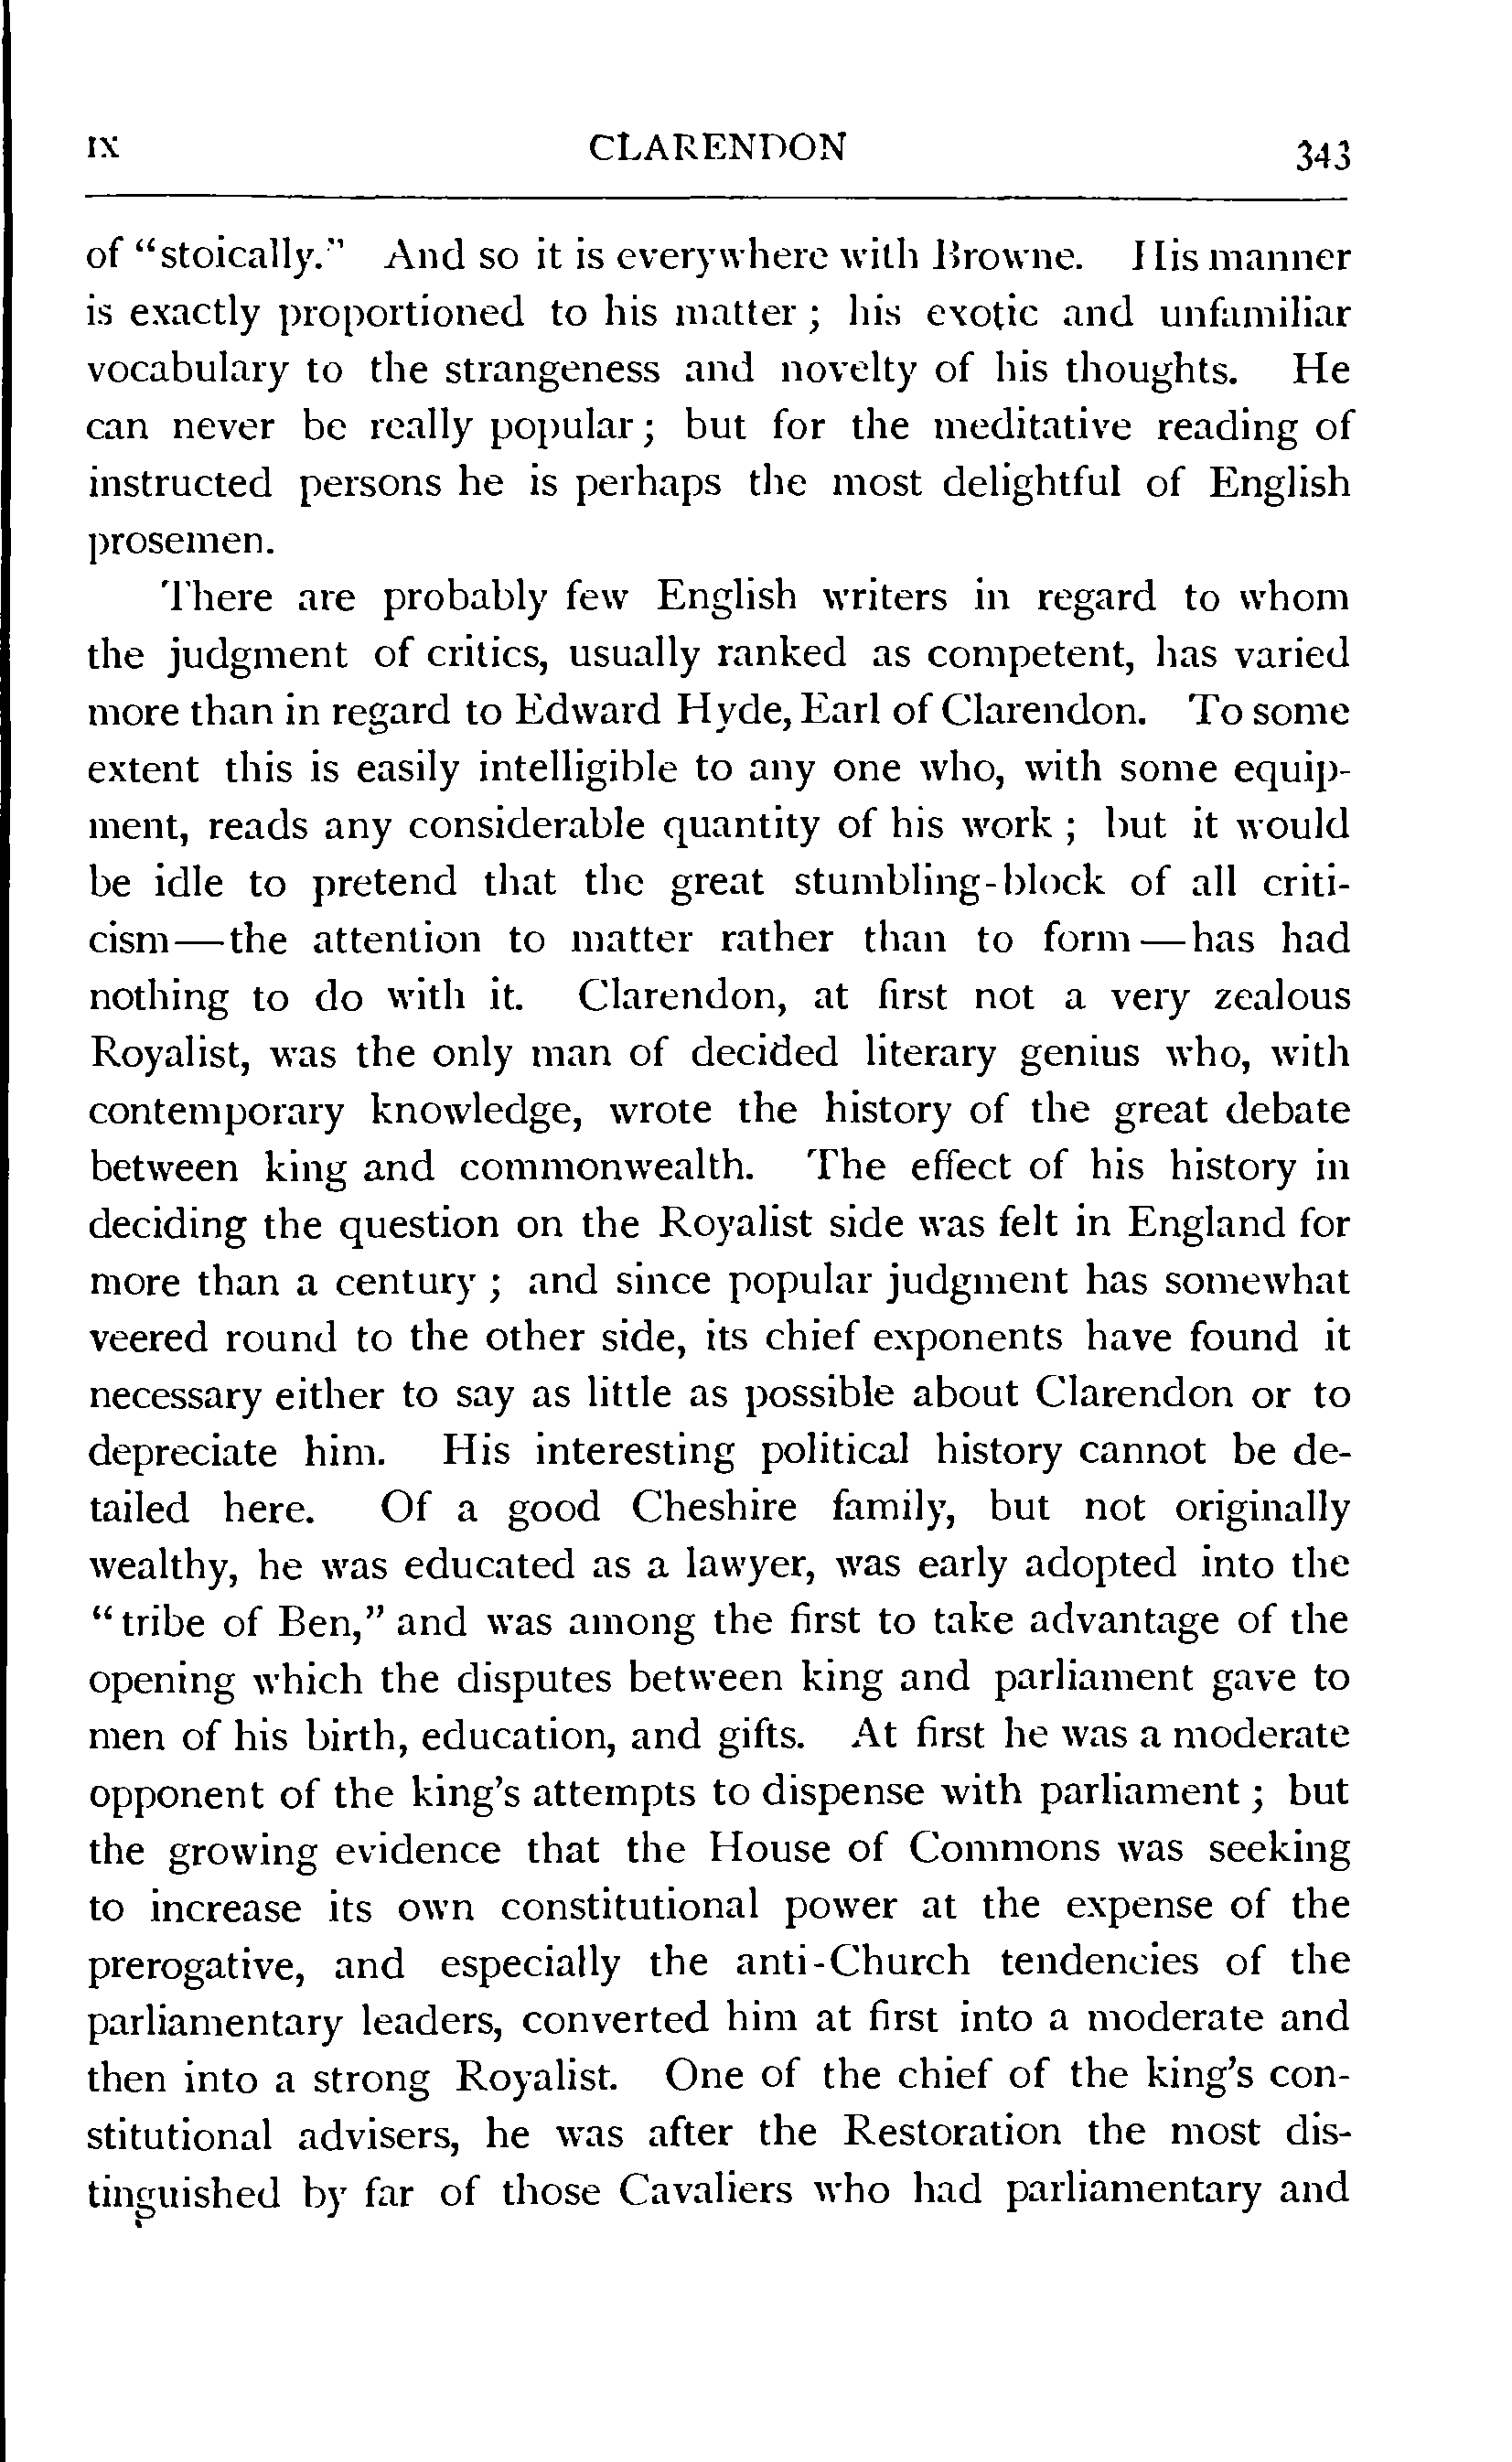 IX CLARENDON 343
of “stoically.” And so it is everywhere with Browne. His manner
is exactly proportioned to his matter; his exotic and unfamiliar
vocabulary to the strangeness and novelty of his thoughts. He
can never be really popular; but for the meditative reading of
instructed persons he is perhaps the most delightful of English
prosemen.
There are probably few English writers in regard to whom
the judgment of critics, usually ranked as competent, has varied
more than in regard to Edward Hyde, Earl of Clarendon. To some
extent this is easily intelligible to any one who, with some equip-
ment, reads any considerable quantity of his work; but it would
be idle to pretend that the great stumbling-block of all criti-
cism—the attention to matter rather than to form—has had
nothing to do with it. Clarendon, at first not a very zealous
Royalist, was the only man of decided literary genius who, with
contemporary knowledge, wrote the history of the great debate
between king and commonwealth. The effect of his history in
deciding the question on the Royalist side was felt in England for
more than a century; and since popular judgment has somewhat
veered round to the other side, its chief exponents have found it
necessary either to say as little as possible about Clarendon or to
depreciate him. His interesting political history cannot be de-
tailed here. Of a good Cheshire family, but not originally
wealthy, he was educated as a lawyer, was early adopted into the
“tribe of Ben,” and was among the first to take advantage of the
opening which the disputes between king and parliament gave to
men of his birth, education, and gifts. At first he was a moderate
opponent of the king’s attempts to dispense with parliament; but
the growing evidence that the House of Commons was seeking
to increase its own constitutional power at the expense of the
prerogative, and especially the anti-Church tendencies of the
parliamentary leaders, converted him at first into a moderate and
then into a strong Royalist. One of the chief of the king’s con-
stitutional advisers, he was after the Restoration the most dis-
tinguished by far of those Cavaliers who had parliamentary and